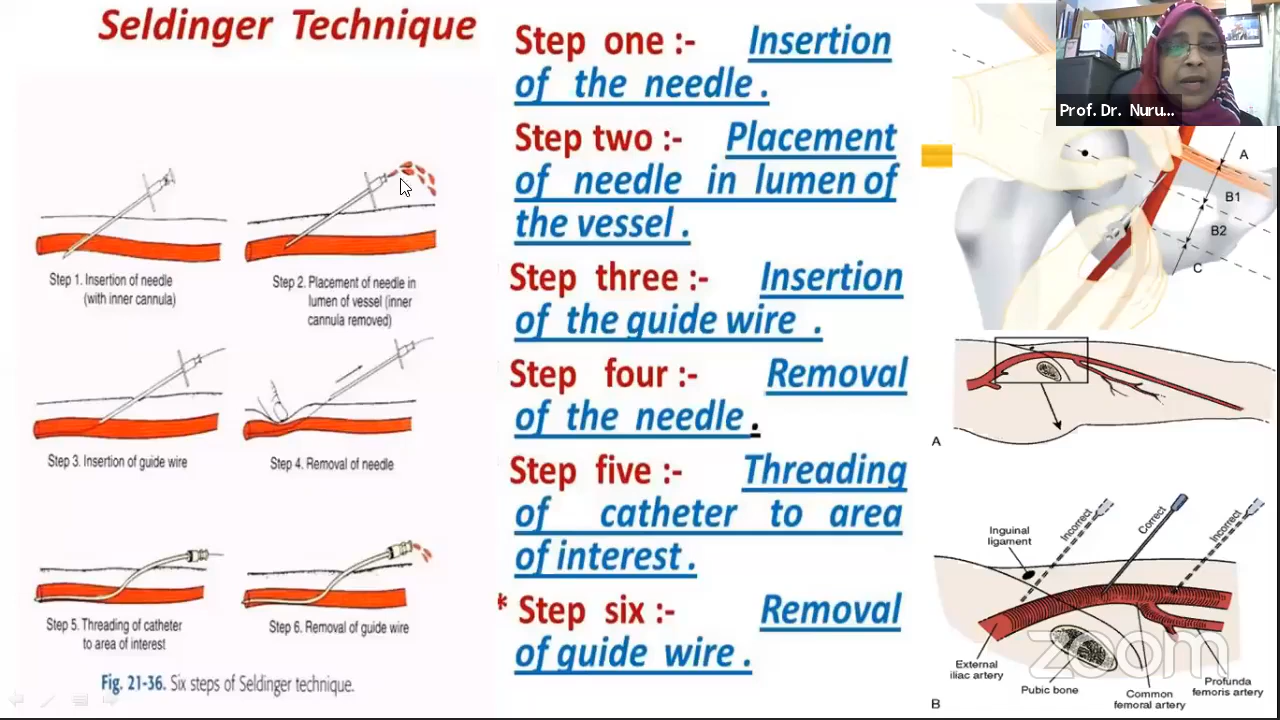 Seldinger Technique
Step 1. Insertion of needle
(with inner cannula)
Step 2. Placement of needle in
lumen of vessel (inner
cannula removed)
Step 3. Insertion of guide wire
Step 4. Removal of needle
Step 5. Threading of catheter
to area of interest
Step 6. Removal of guide wire
Fig. 21-36. Six steps of Seldinger technique.
Step one :- Insertion
of the needle .
Step two :- Placement
of needle in lumen of
the vessel .
Step three :- Insertion
of the guide wire .
Step four :- Removal
of the needle .
Step five :- Threading
of catheter to area
of interest .
* Step six :- Removal
of guide wire .
Prof. Dr. Nuru...
A
B1
B2
C
A
Inguinal
ligament
Incorrect
Correct
Incorrect
External
iliac artery
Pubic bone
Common
femoral artery
Profunda
femoris artery
B
zoom